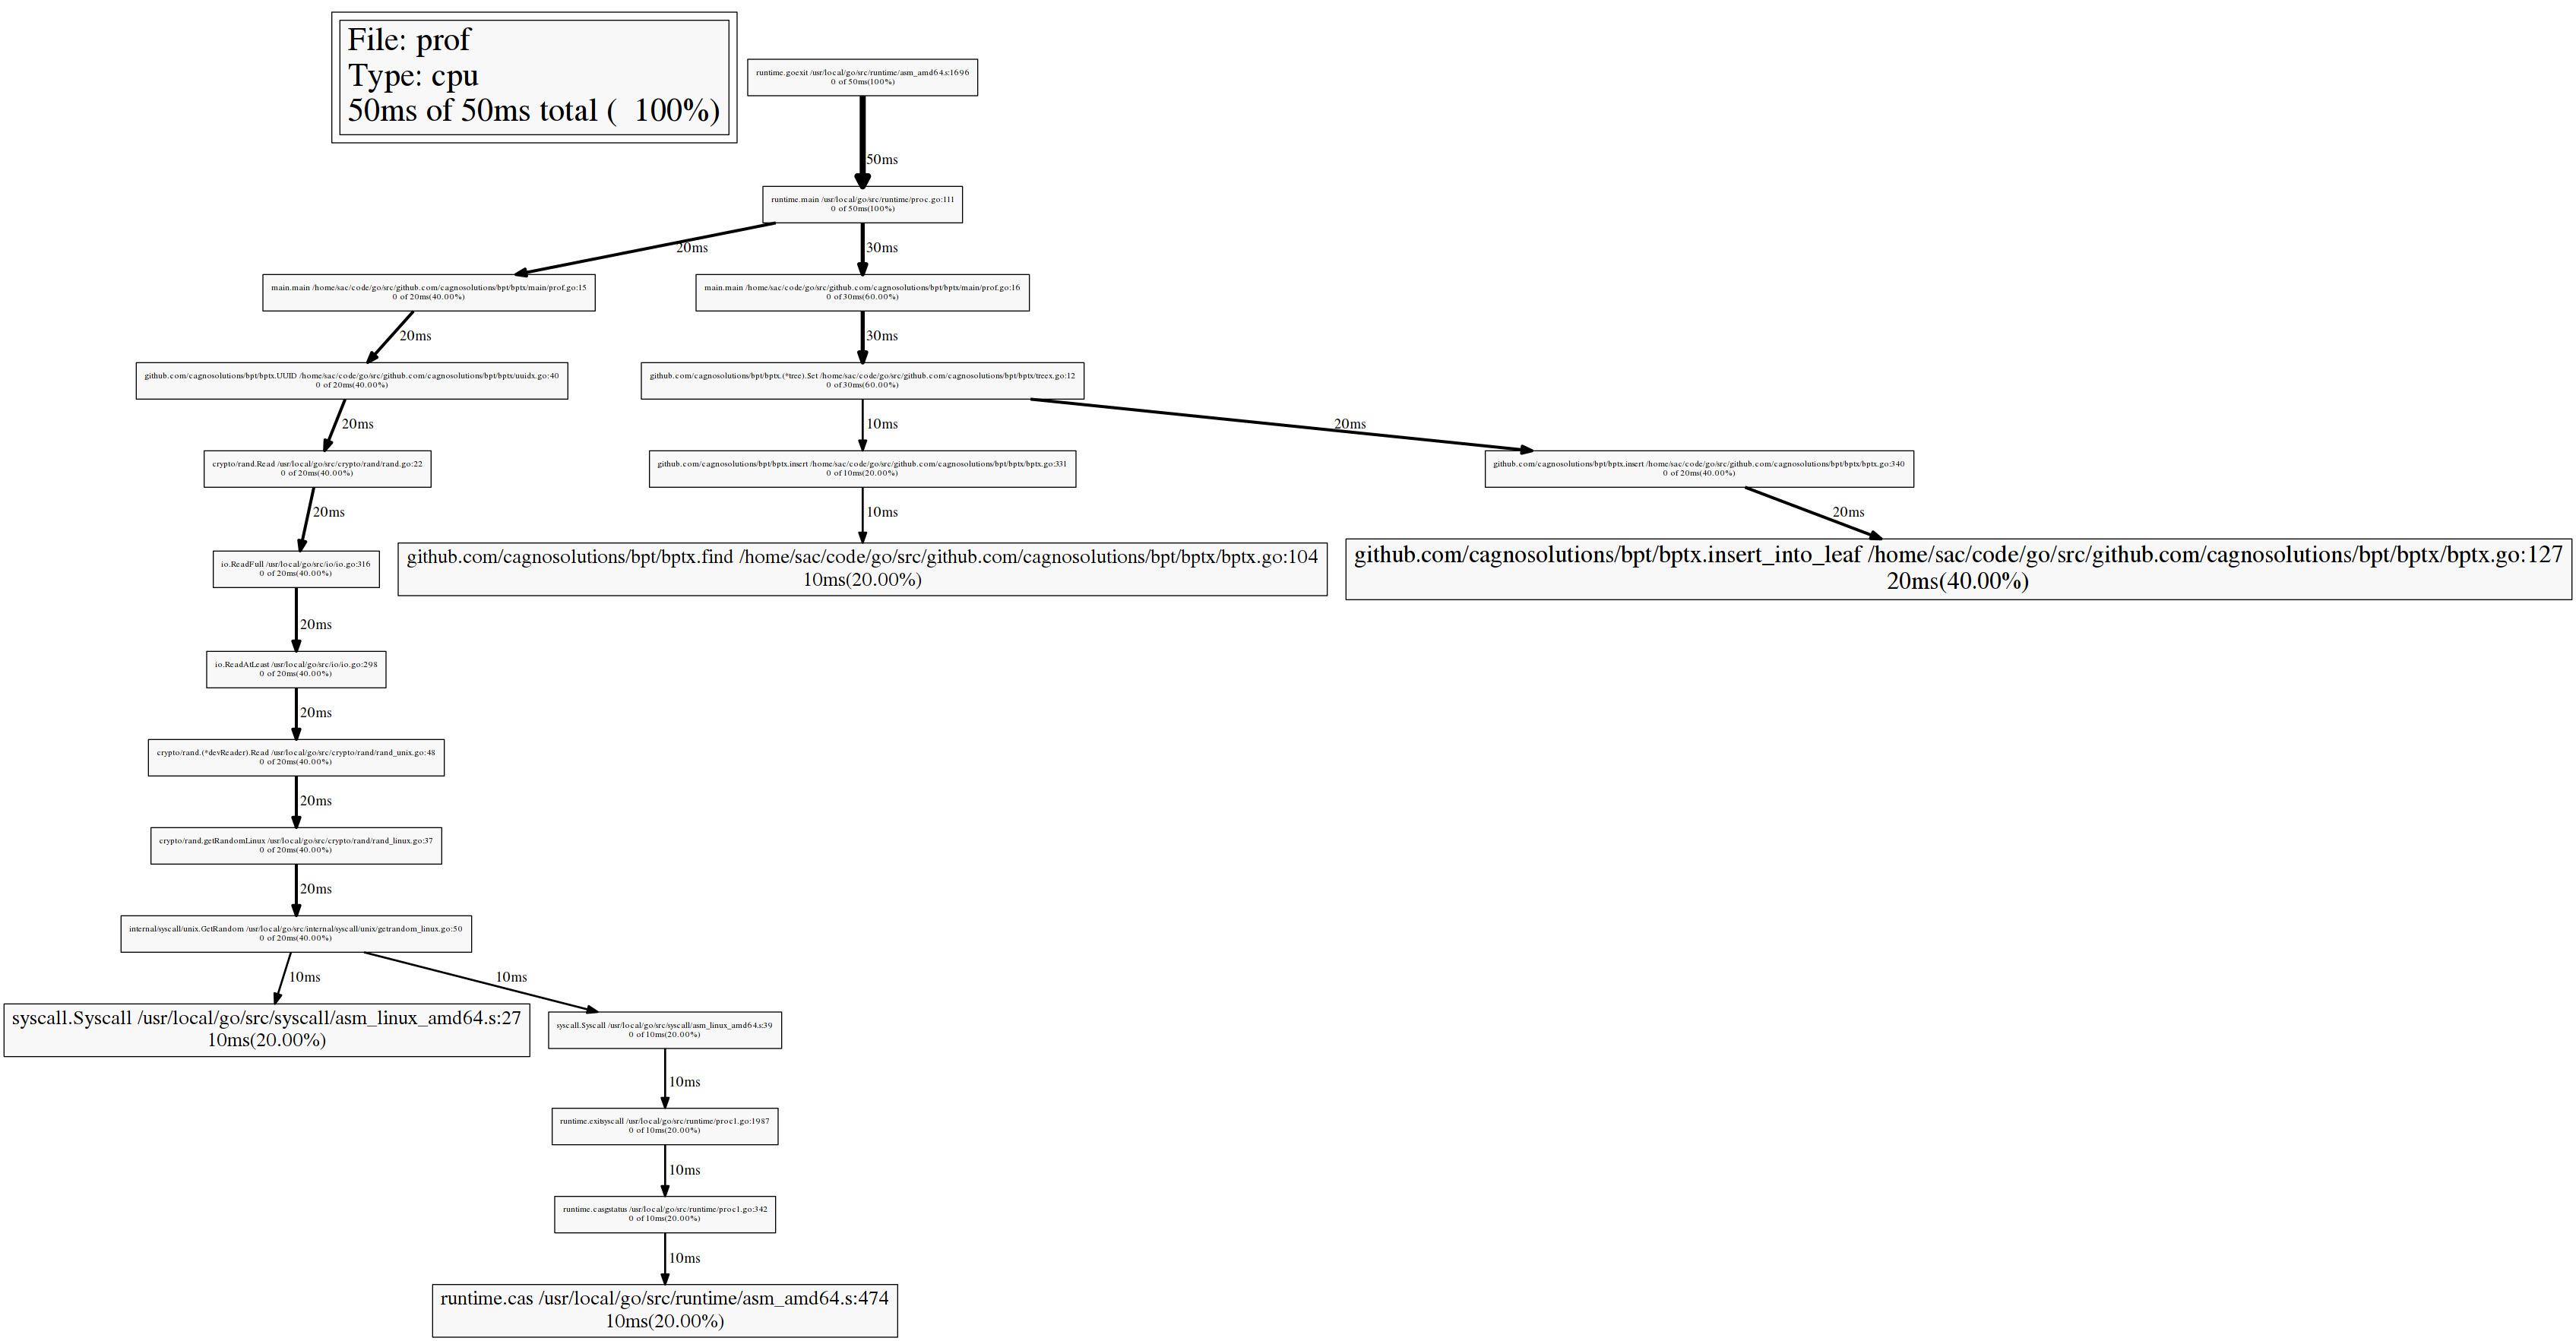 File: prof
Type: cpu
50ms of 50ms total (  100%)
runtime.goexit /usr/local/go/src/runtime/asm_amd64.s:1696
0 of 50ms(100%)
50ms
runtime.main /usr/local/go/src/runtime/proc.go:111
0 of 50ms(100%)
20ms
30ms
main.main /home/sac/code/go/src/github.com/cagnosolutions/bpt/bptx/main/prof.go:15
0 of 20ms(40.00%)
main.main /home/sac/code/go/src/github.com/cagnosolutions/bpt/bptx/main/prof.go:16
0 of 30ms(60.00%)
20ms
30ms
github.com/cagnosolutions/bpt/bptx.UUID /home/sac/code/go/src/github.com/cagnosolutions/bpt/bptx/uuidx.go:40
0 of 20ms(40.00%)
github.com/cagnosolutions/bpt/bptx.(*tree).Set /home/sac/code/go/src/github.com/cagnosolutions/bpt/bptx/treex.go:12
0 of 30ms(60.00%)
20ms
10ms
20ms
crypto/rand.Read /usr/local/go/src/crypto/rand/rand.go:22
0 of 20ms(40.00%)
github.com/cagnosolutions/bpt/bptx.insert /home/sac/code/go/src/github.com/cagnosolutions/bpt/bptx/bptx.go:331
0 of 10ms(20.00%)
github.com/cagnosolutions/bpt/bptx.insert /home/sac/code/go/src/github.com/cagnosolutions/bpt/bptx/bptx.go:340
0 of 20ms(40.00%)
20ms
10ms
20ms
io.ReadFull /usr/local/go/src/io/io.go:316
0 of 20ms(40.00%)
github.com/cagnosolutions/bpt/bptx.find /home/sac/code/go/src/github.com/cagnosolutions/bpt/bptx/bptx.go:104
10ms(20.00%)
github.com/cagnosolutions/bpt/bptx.insert_into_leaf /home/sac/code/go/src/github.com/cagnosolutions/bpt/bptx/bptx.go:127
20ms(40.00%)
20ms
io.ReadAtLeast /usr/local/go/src/io/io.go:298
0 of 20ms(40.00%)
20ms
crypto/rand.(*devReader).Read /usr/local/go/src/crypto/rand/rand_unix.go:48
0 of 20ms(40.00%)
20ms
crypto/rand.getRandomLinux /usr/local/go/src/crypto/rand/rand_linux.go:37
0 of 20ms(40.00%)
20ms
internal/syscall/unix.GetRandom /usr/local/go/src/internal/syscall/unix/getrandom_linux.go:50
0 of 20ms(40.00%)
10ms
10ms
syscall.Syscall /usr/local/go/src/syscall/asm_linux_amd64.s:27
10ms(20.00%)
syscall.Syscall /usr/local/go/src/syscall/asm_linux_amd64.s:39
0 of 10ms(20.00%)
10ms
runtime.exitsyscall /usr/local/go/src/runtime/proc1.go:1987
0 of 10ms(20.00%)
10ms
runtime.casgstatus /usr/local/go/src/runtime/proc1.go:342
0 of 10ms(20.00%)
10ms
runtime.cas /usr/local/go/src/runtime/asm_amd64.s:474
10ms(20.00%)